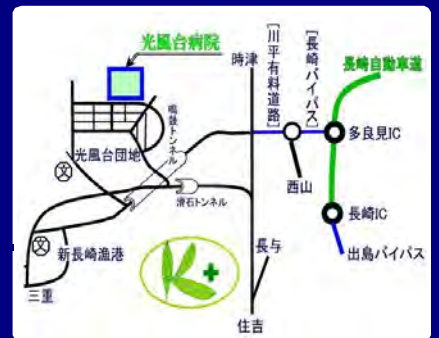 光風台病院
時津
[川平有料道路]
[長崎バイパス]
長崎自動車道
鳴鼓トンネル
多良見IC
光風台団地
文
西山
滑石トンネル
長崎IC
文
新長崎漁港
長与
出島バイパス
三重
住吉